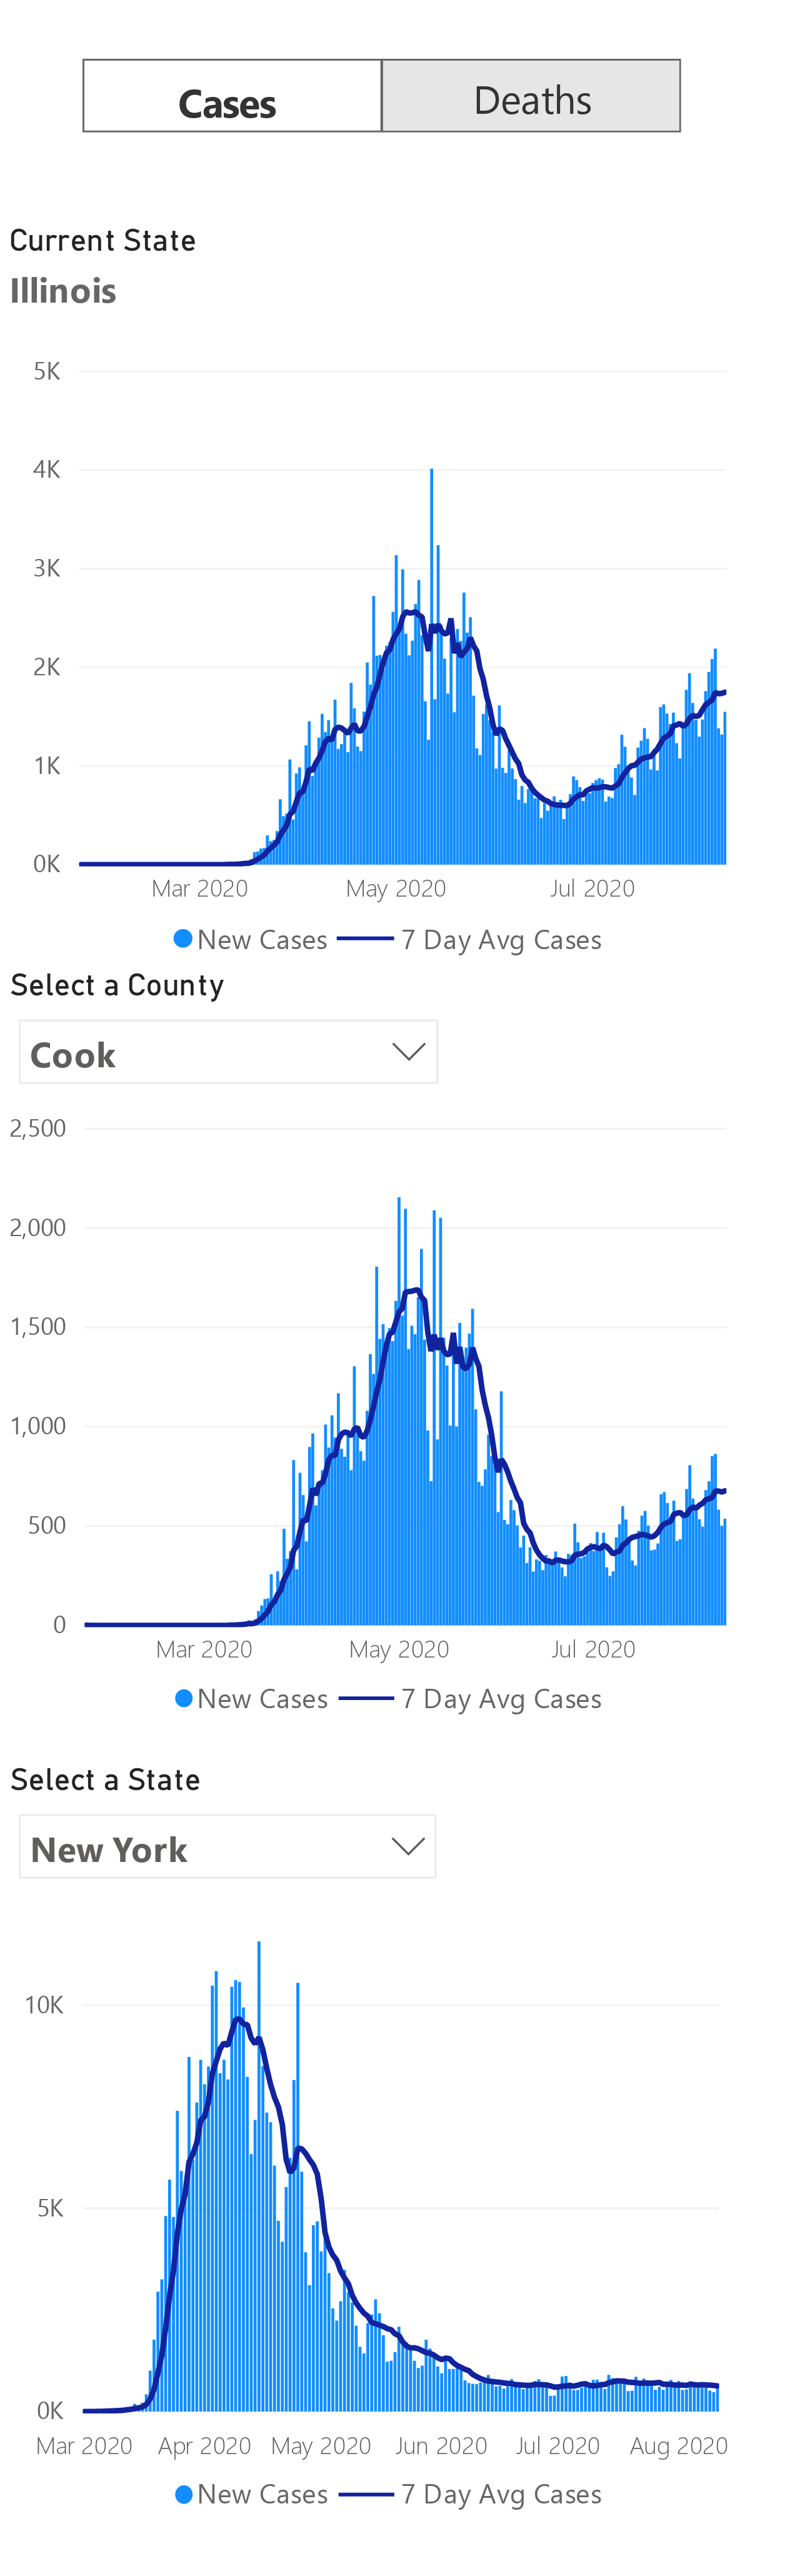 Cases Deaths
Current State
Illinois
5K
4K
3K
2K
1K
0K
Mar 2020 May 2020 Jul 2020
New Cases 7 Day Avg Cases
Select a County
Cook
2,500
2,000
1,500
1,000
500
0
Mar 2020 May 2020 Jul 2020
New Cases 7 Day Avg Cases
Select a State
New York
10K
5K
0K
Mar 2020 Apr 2020 May 2020 Jun 2020 Jul 2020 Aug 2020
New Cases 7 Day Avg Cases